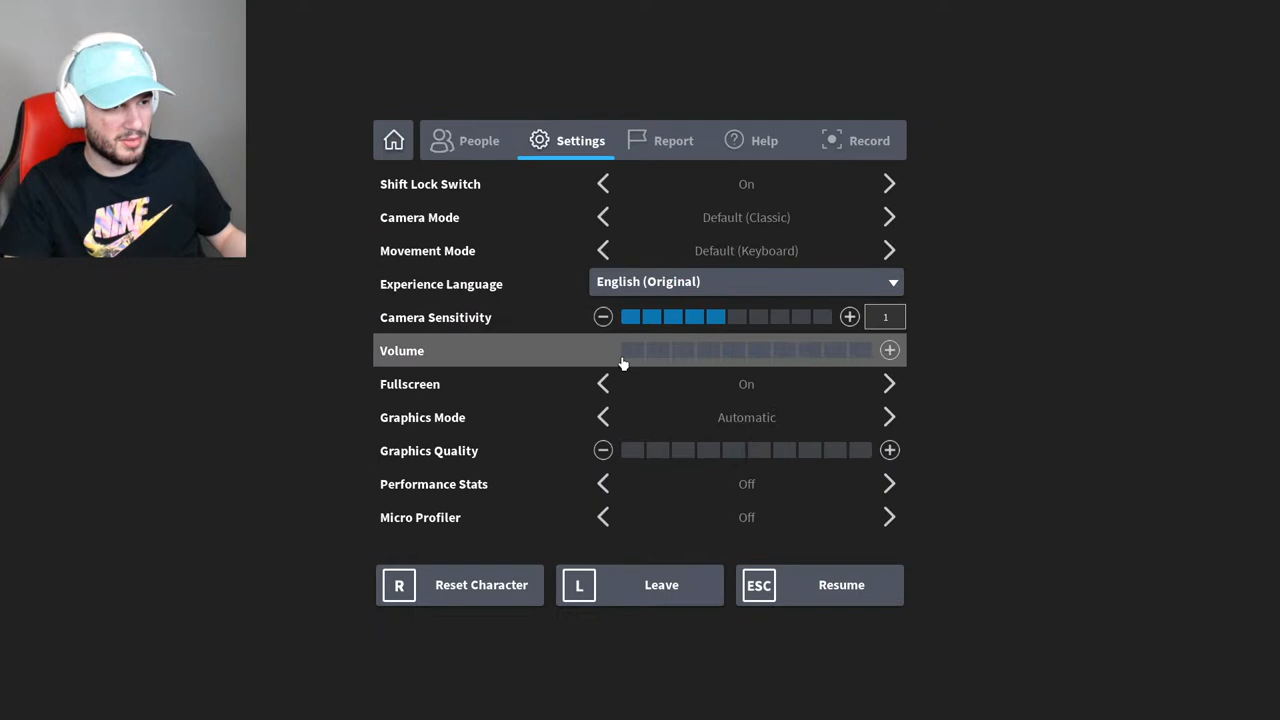 NIKE
People Settings Report Help Record
Shift Lock Switch On
Camera Mode Default (Classic)
Movement Mode Default (Keyboard)
Experience Language English (Original)
Camera Sensitivity 1
Volume
Fullscreen On
Graphics Mode Automatic
Graphics Quality
Performance Stats Off
Micro Profiler Off
R Reset Character L Leave ESC Resume